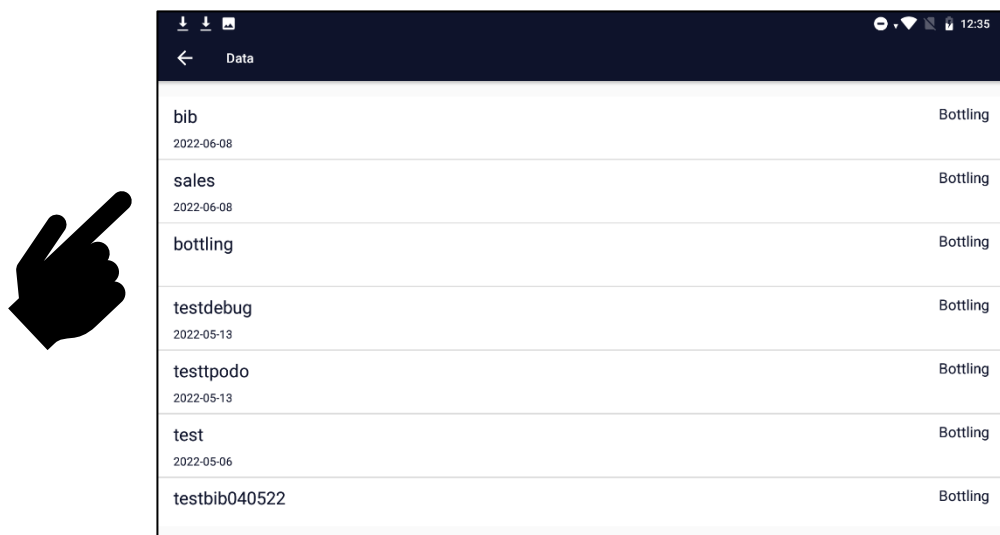 12:35
Data
bib
Bottling
2022-06-08
sales
Bottling
2022-06-08
bottling
Bottling
testdebug
Bottling
2022-05-13
testtpodo
Bottling
2022-05-13
test
Bottling
2022-05-06
testbib040522
Bottling